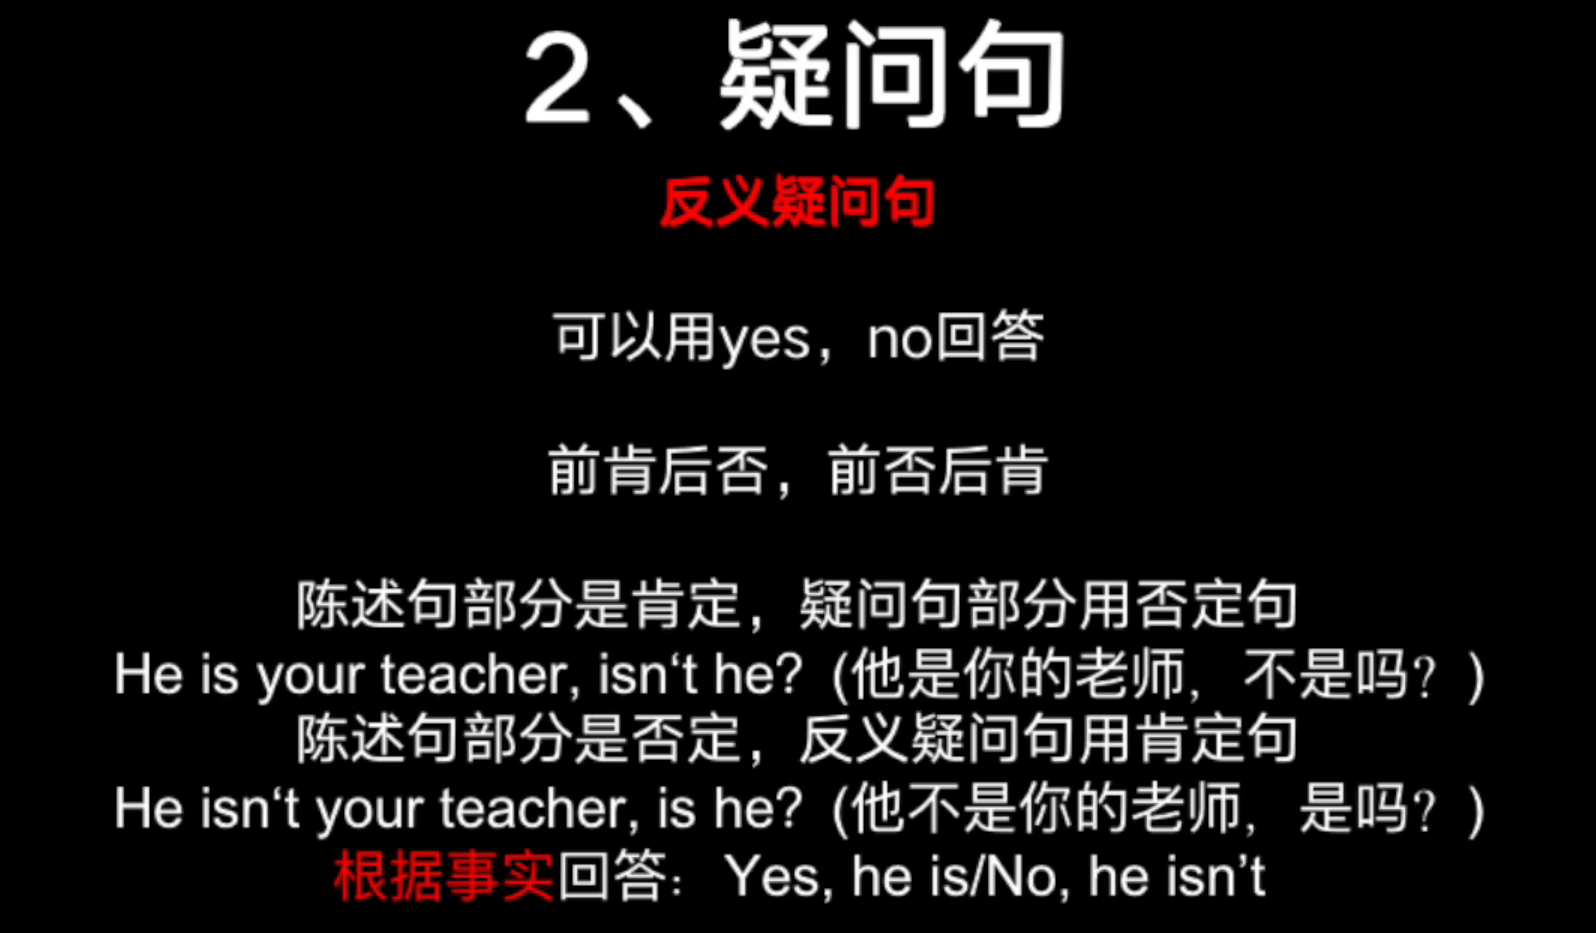 2、疑问句
反义疑问句
可以用yes，no回答
前肯后否，前否后肯
陈述句部分是肯定，疑问句部分用否定句
He is your teacher, isn‘t he?（他是你的老师，不是吗？）
陈述句部分是否定，反义疑问句用肯定句
He isn‘t your teacher, is he?（他不是你的老师，是吗？）
根据事实回答： Yes, he is/No, he isn’t